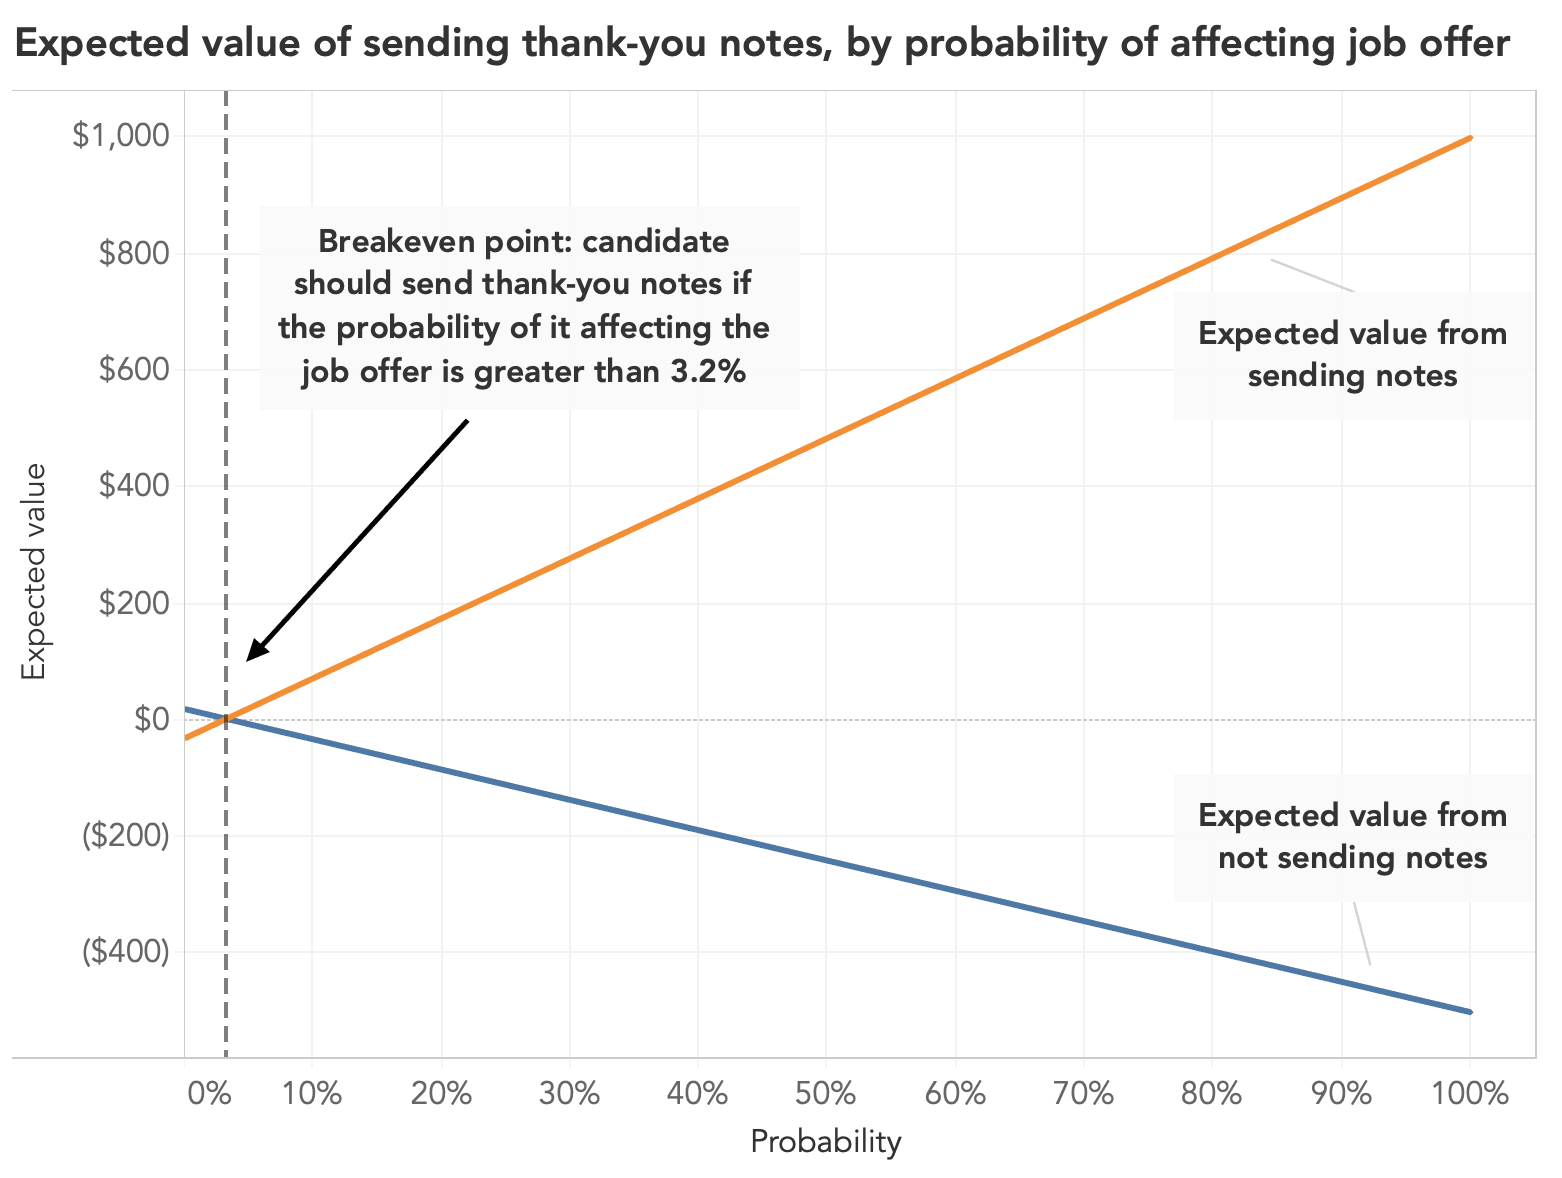 Expected value of sending thank-you notes, by probability of affecting job offer
$1,000
$800
$600
$400
$200
$0
($200)
($400)
Expected value
Breakeven point: candidate
should send thank-you notes if
the probability of it affecting the
job offer is greater than 3.2%
Expected value from
sending notes
Expected value from
not sending notes
0% 10% 20% 30% 40% 50% 60% 70% 80% 90% 100%
Probability